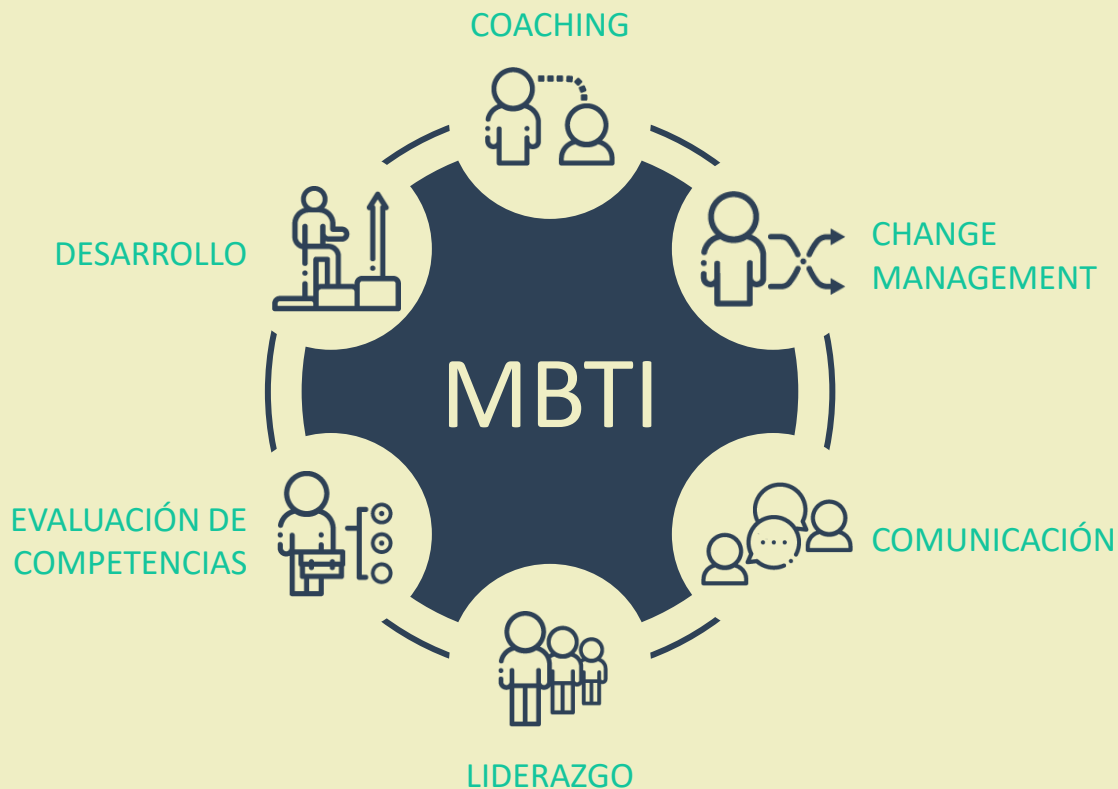 COACHING
CHANGE
MANAGEMENT
DESARROLLO
MBTI
EVALUACIÓN DE
COMPETENCIAS
COMUNICACIÓN
LIDERAZGO